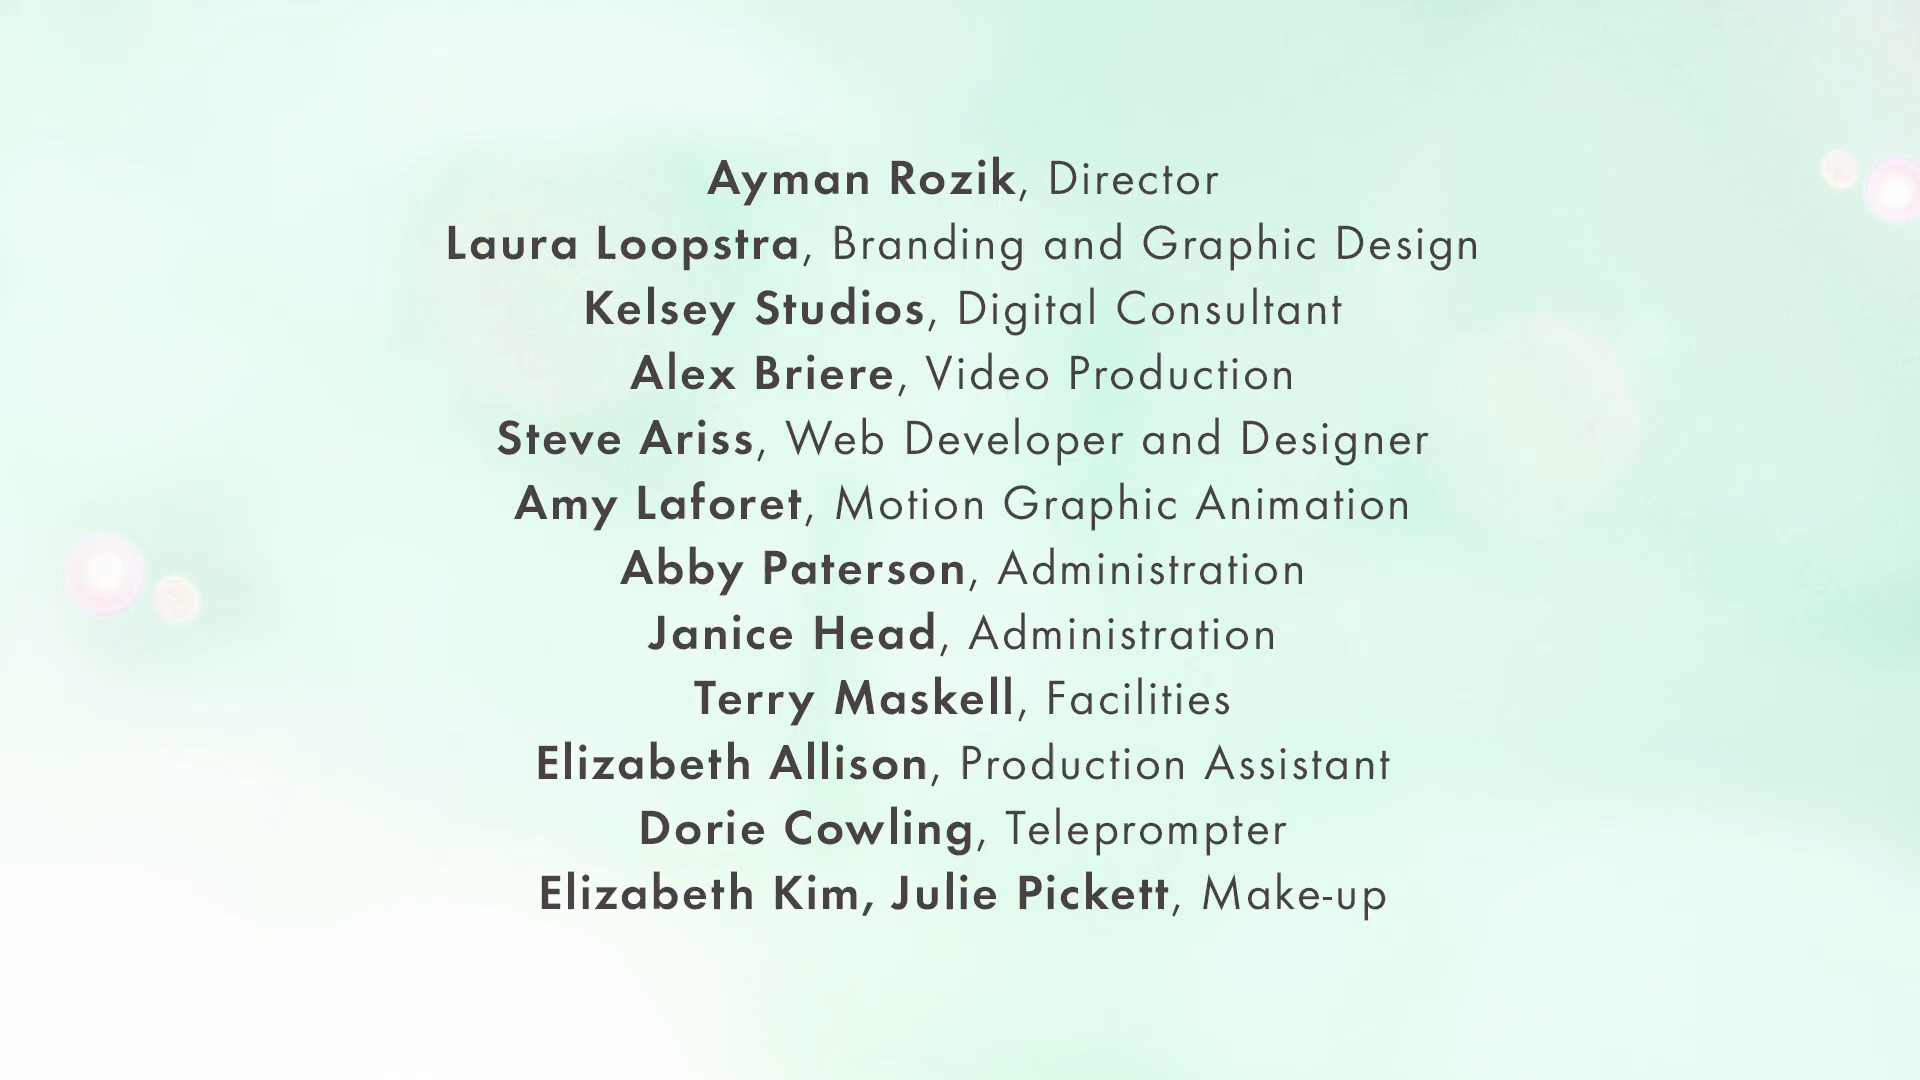 Ayman Rozik, Director
Laura Loopstra, Branding and Graphic Design
Kelsey Studios, Digital Consultant
Alex Briere, Video Production
Steve Ariss, Web Developer and Designer
Amy Laforet, Motion Graphic Animation
Abby Paterson, Administration
Janice Head, Administration
Terry Maskell, Facilities
Elizabeth Allison, Production Assistant
Dorie Cowling, Teleprompter
Elizabeth Kim, Julie Pickett, Make-up